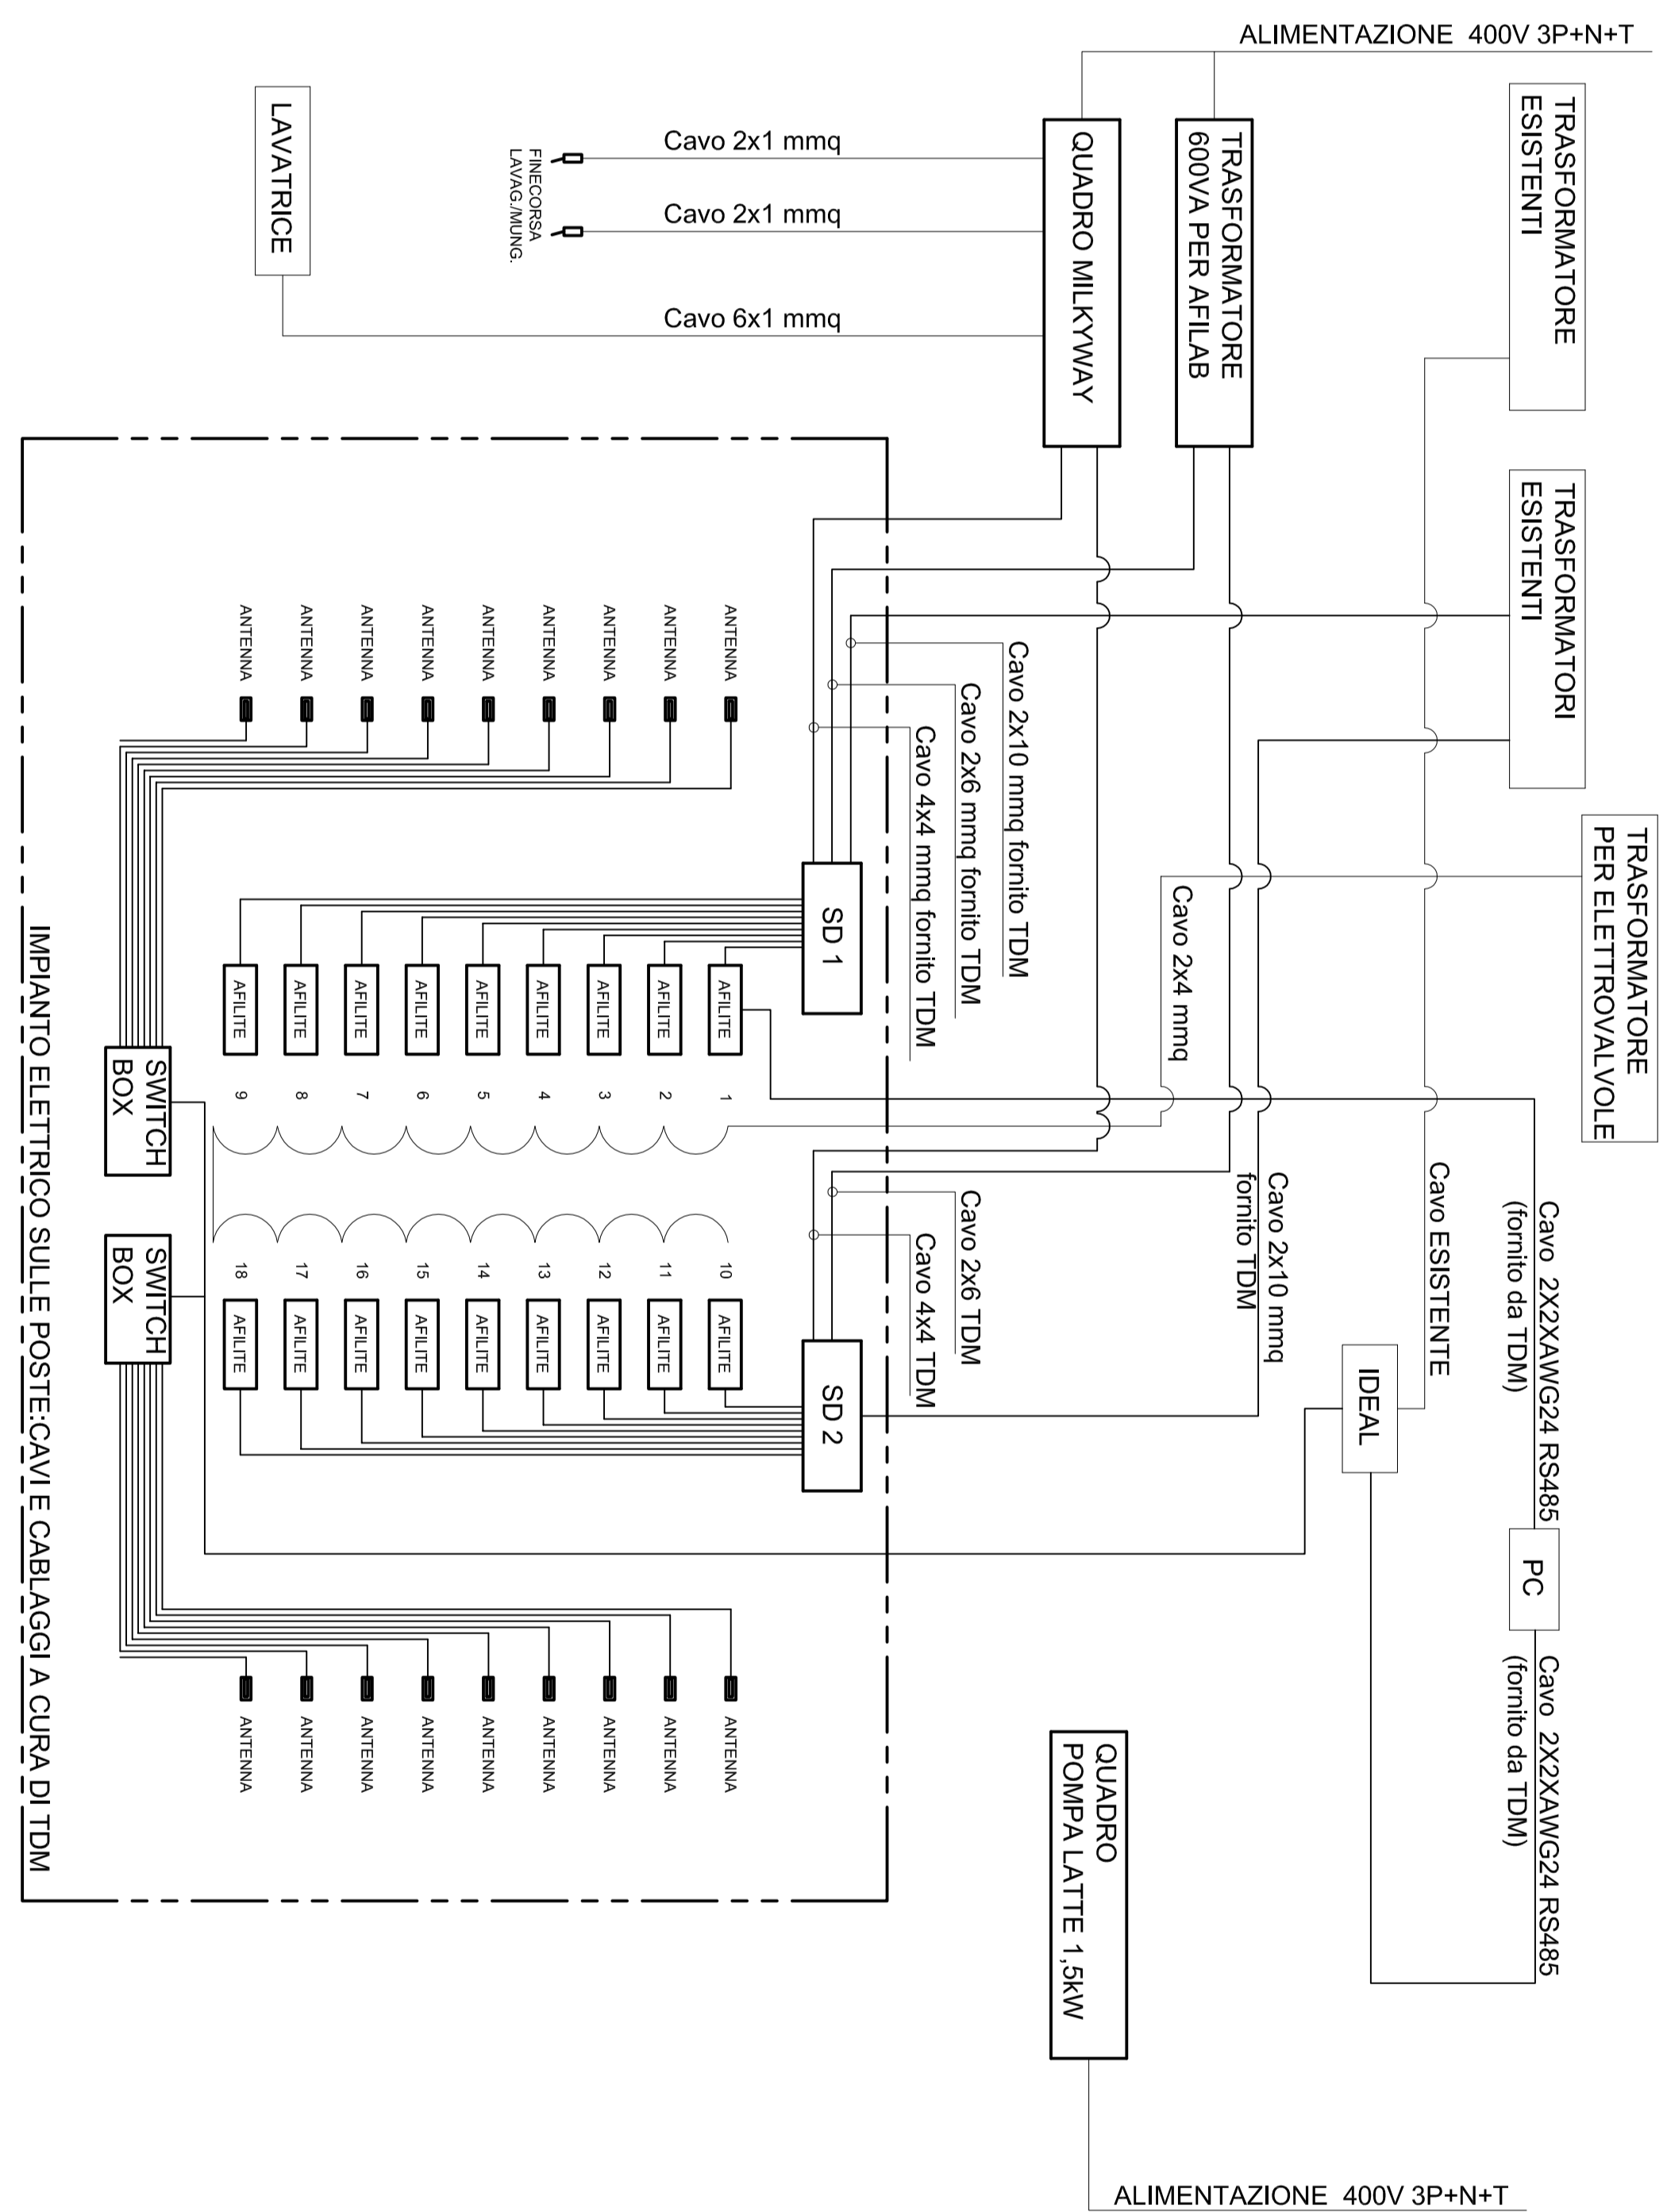 ALIMENTAZIONE  400V 3P+N+T
TRASFORMATORE
ESISTENTI
TRASFORMATORE
600VA PER AFILAB
QUADRO MILKYWAY
Cavo 2x1 mmq
Cavo 2x1 mmq
Cavo 6x1 mmq
FINECORSA
LAVAG./MUNG.
LAVATRICE
TRASFORMATORI
ESISTENTI
TRASFORMATORE
PER ELETTROVALVOLE
Cavo 2x10 mmq fornito TDM
Cavo 2x6 mmq fornito TDM
Cavo 4x4 mmq fornito TDM
Cavo 2x4 mmq
ANTENNA
ANTENNA
ANTENNA
ANTENNA
ANTENNA
ANTENNA
ANTENNA
ANTENNA
ANTENNA
SD 1
AFILITE
AFILITE
AFILITE
AFILITE
AFILITE
AFILITE
AFILITE
AFILITE
AFILITE
1
2
3
4
5
6
7
8
9
SWITCH
BOX
Cavo  2X2XAWG24 RS485
(fornito da TDM)
Cavo ESISTENTE
Cavo 2x10 mmq
fornito TDM
Cavo 2x6 TDM
Cavo 4x4 TDM
10
11
12
13
14
15
16
17
18
AFILITE
AFILITE
AFILITE
AFILITE
AFILITE
AFILITE
AFILITE
AFILITE
AFILITE
SWITCH
BOX
SD 2
IDEAL
PC
Cavo  2X2XAWG24 RS485
(fornito da TDM)
ANTENNA
ANTENNA
ANTENNA
ANTENNA
ANTENNA
ANTENNA
ANTENNA
ANTENNA
ANTENNA
IMPIANTO ELETTRICO SULLE POSTE:CAVI E CABLAGGI A CURA DI TDM
QUADRO
POMPA LATTE 1,5kW
ALIMENTAZIONE  400V 3P+N+T